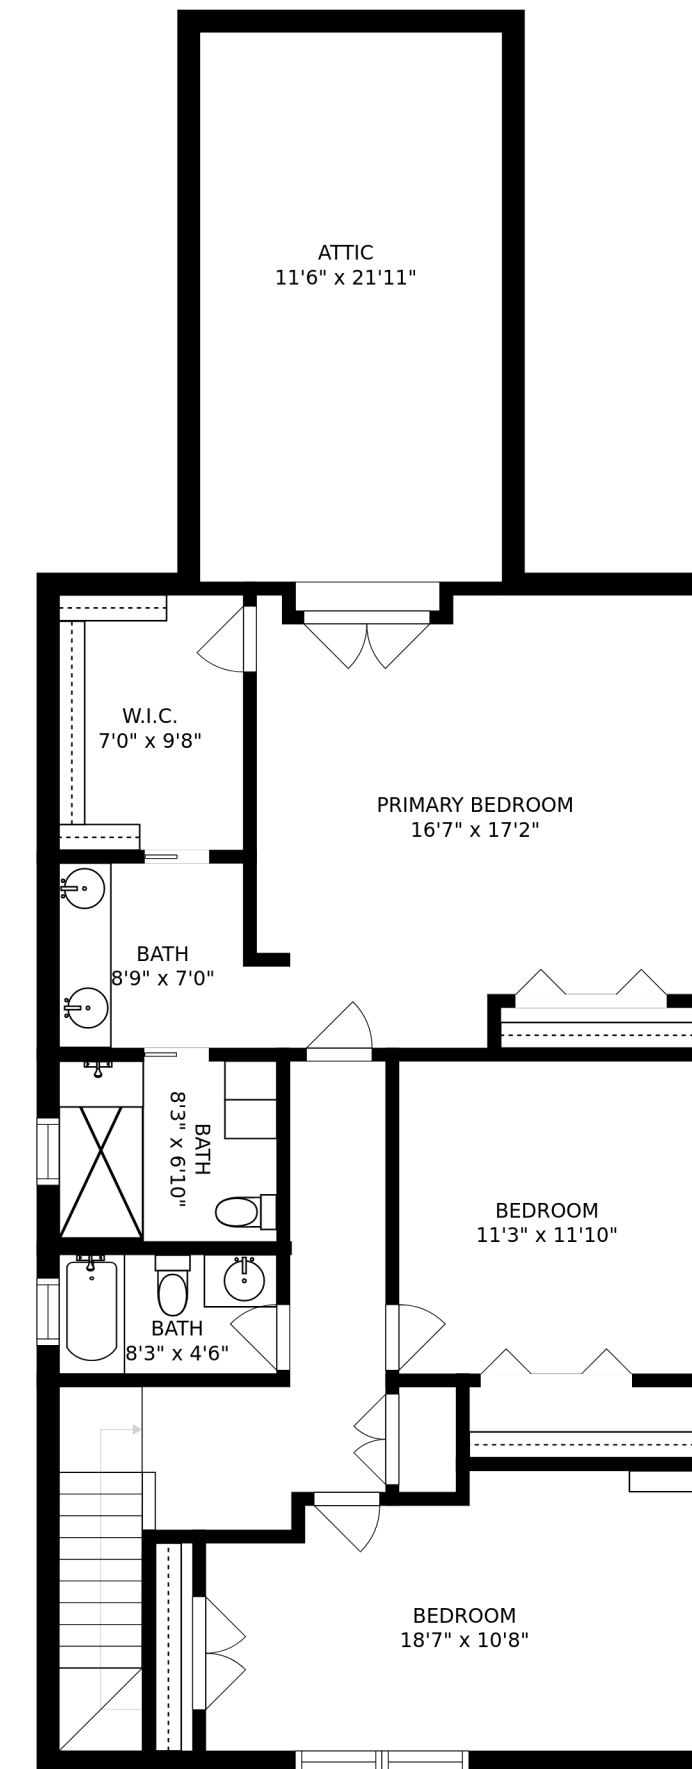 ATTIC
11'6" x 21'11"
W.I.C.
7'0" x 9'8"
PRIMARY BEDROOM
16'7" x 17'2"
BATH
8'9" x 7'0"
BATH
8'3" x 6'10"
BEDROOM
11'3" x 11'10"
BATH
8'3" x 4'6"
BEDROOM
18'7" x 10'8"